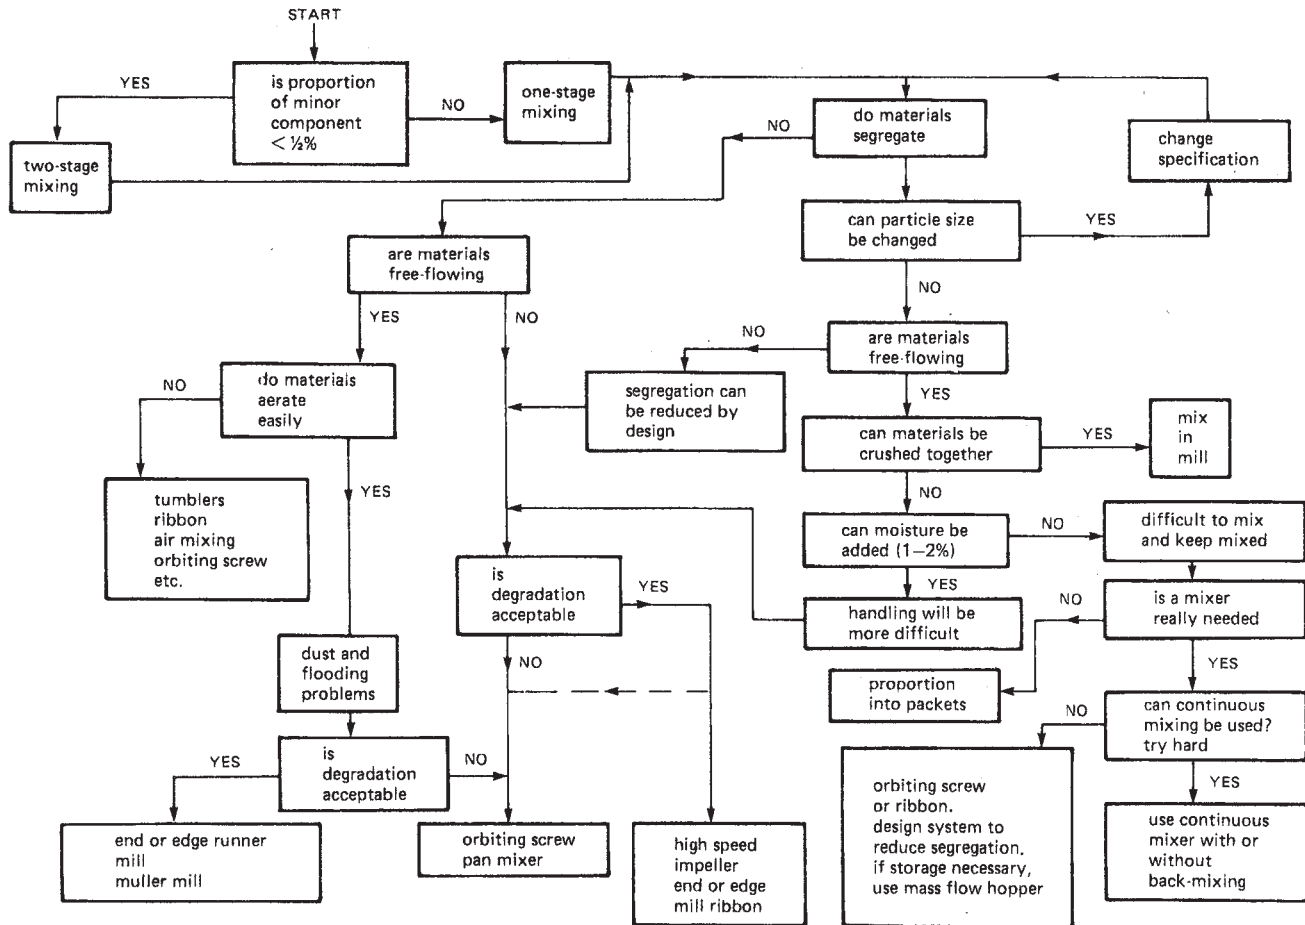 START
YES
is proportion
of minor
component
< ½%
NO
one-stage
mixing
two-stage
mixing
NO
do materials
segregate
change
specification
can particle size
be changed
YES
NO
are materials
free-flowing
YES
NO
NO
are materials
free-flowing
YES
segregation can
be reduced by
design
NO
do materials
aerate
easily
YES
can materials be
crushed together
YES
mix
in
mill
NO
tumblers
ribbon
air mixing
orbiting screw
etc.
can moisture be
added (1–2%)
NO
difficult to mix
and keep mixed
YES
is
degradation
acceptable
YES
NO
handling will be
more difficult
NO
is a mixer
really needed
YES
dust and
flooding
problems
proportion
into packets
NO
can continuous
mixing be used?
try hard
YES
YES
is
degradation
acceptable
NO
end or edge runner
mill
muller mill
orbiting screw
pan mixer
high speed
impeller
end or edge
mill ribbon
orbiting screw
or ribbon.
design system to
reduce segregation.
if storage necessary,
use mass flow hopper
use continuous
mixer with or
without
back-mixing